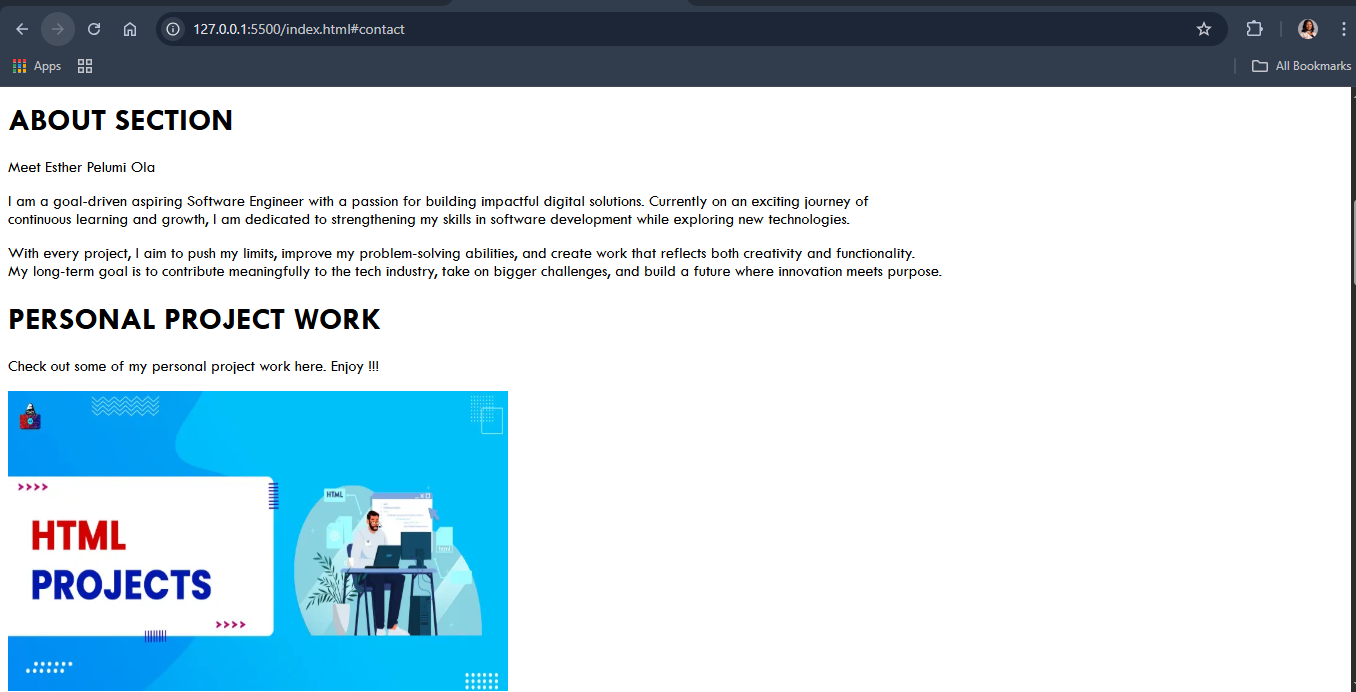 127.0.0.1:5500/index.html#contact
Apps
All Bookmarks
ABOUT SECTION
Meet Esther Pelumi Ola
I am a goal-driven aspiring Software Engineer with a passion for building impactful digital solutions. Currently on an exciting journey of
continuous learning and growth, I am dedicated to strengthening my skills in software development while exploring new technologies.
With every project, I aim to push my limits, improve my problem-solving abilities, and create work that reflects both creativity and functionality.
My long-term goal is to contribute meaningfully to the tech industry, take on bigger challenges, and build a future where innovation meets purpose.
PERSONAL PROJECT WORK
Check out some of my personal project work here. Enjoy !!!
HTML
PROJECTS
HTML
html